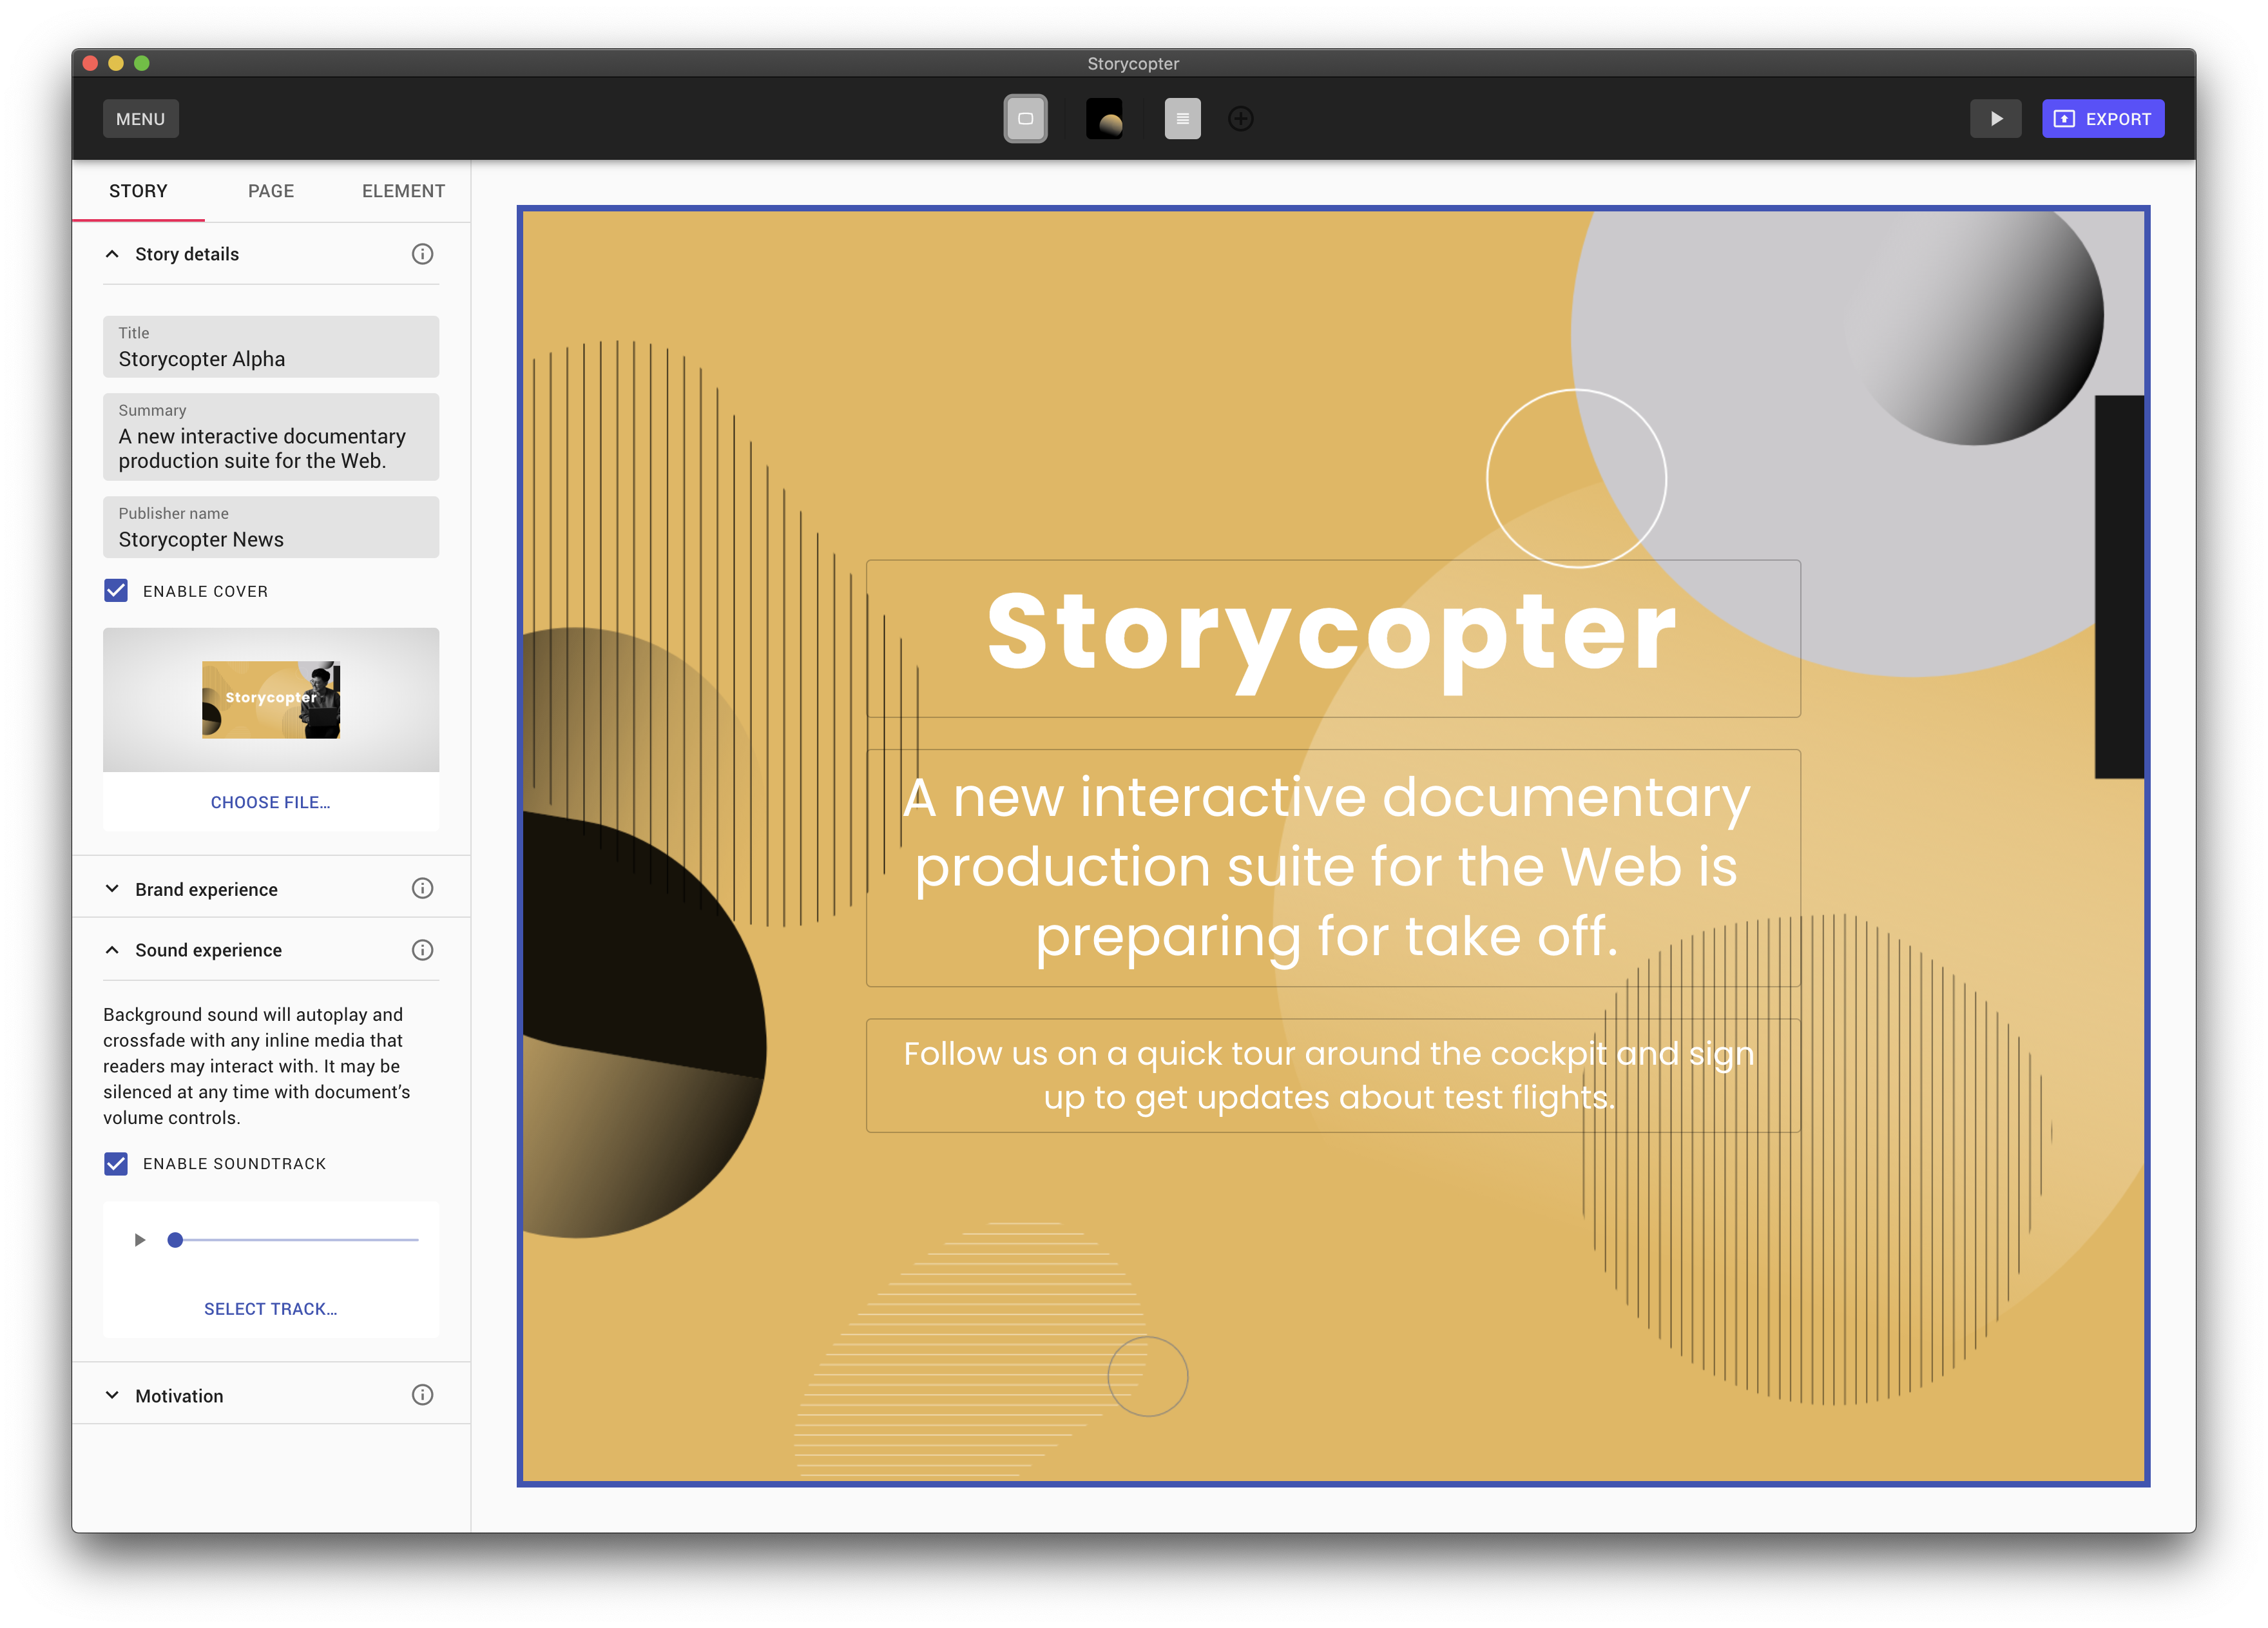 Storycopter
MENU
EXPORT
STORY
PAGE
ELEMENT
Story details
Title
Storycopter Alpha
Summary
A new interactive documentary
production suite for the Web.
Publisher name
Storycopter News
ENABLE COVER
Storycopter
CHOOSE FILE...
Brand experience
Sound experience
Background sound will autoplay and
crossfade with any inline media that
readers may interact with. It may be
silenced at any time with document’s
volume controls.
ENABLE SOUNDTRACK
SELECT TRACK...
Motivation
Storycopter
A new interactive documentary
production suite for the Web is
preparing for take off.
Follow us on a quick tour around the cockpit and sign
up to get updates about test flights.